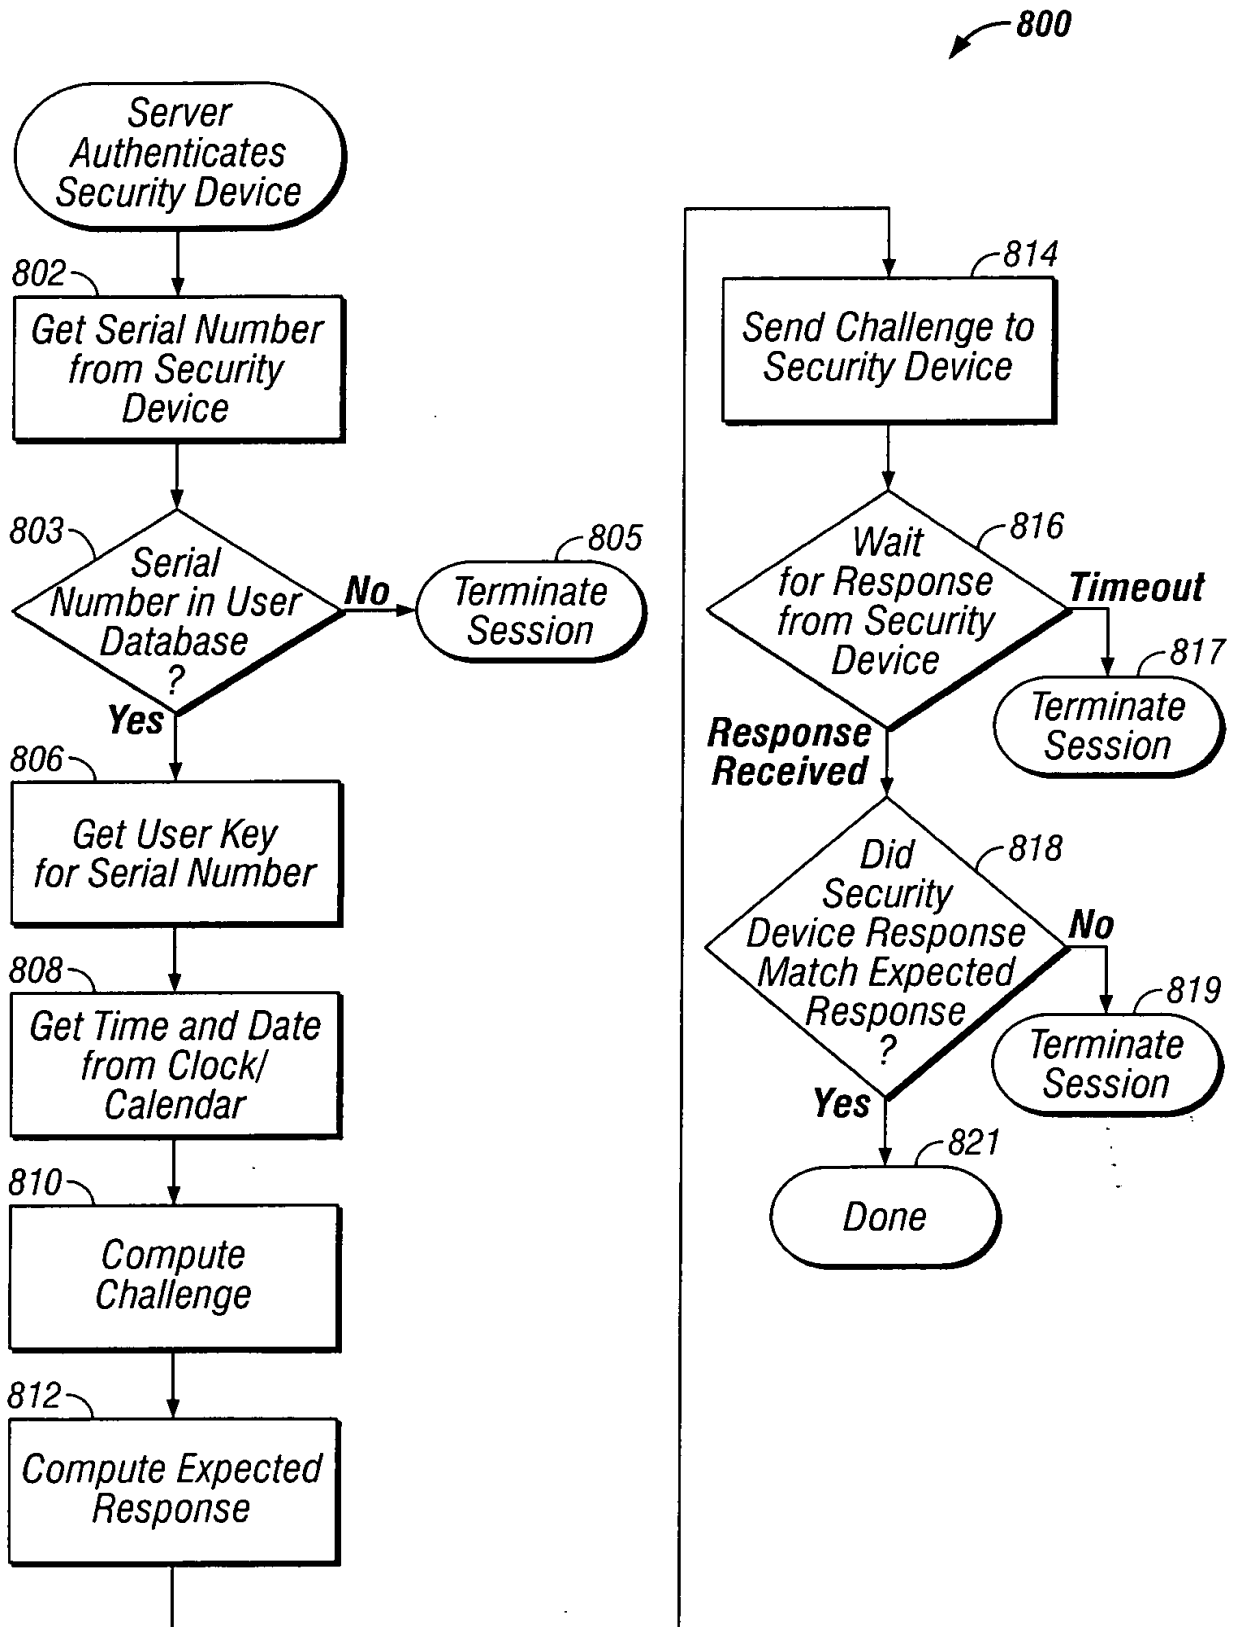 800
Server
Authenticates
Security Device
802
Get Serial Number
from Security
Device
803
Serial
Number in User
Database
?
No
805
Terminate
Session
Yes
806
Get User Key
for Serial Number
808
Get Time and Date
from Clock/
Calendar
810
Compute
Challenge
812
Compute Expected
Response
814
Send Challenge to
Security Device
816
Wait
for Response
from Security
Device
Timeout
817
Terminate
Session
Response
Received
818
Did
Security
Device Response
Match Expected
Response
?
No
819
Terminate
Session
Yes
821
Done